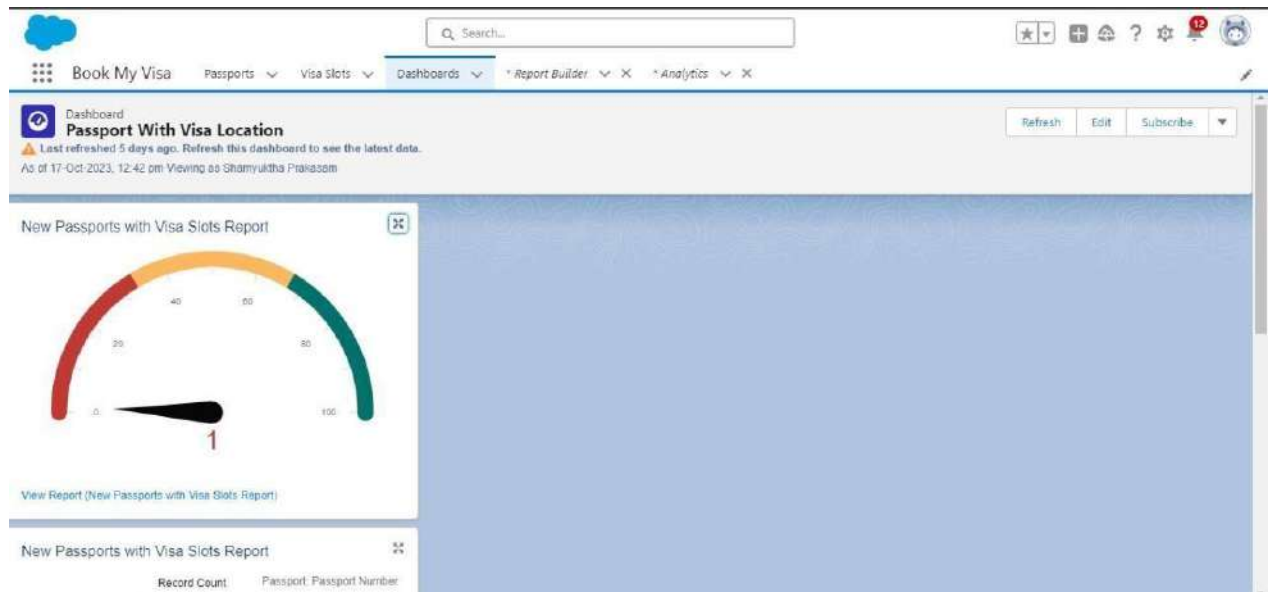 Search...
12
Book My Visa Passports Visa Slots Dashboards * Report Builder * Analytics
Dashboard
Passport With Visa Location
Last refreshed 5 days ago. Refresh this dashboard to see the latest data.
As of 17-Oct-2023, 12:42 pm Viewing as Shamyuktha Prakasam
Refresh Edit Subscribe
New Passports with Visa Slots Report
40 60
20 80
0 100
1
View Report (New Passports with Visa Slots Report)
New Passports with Visa Slots Report
Record Count Passport: Passport Number